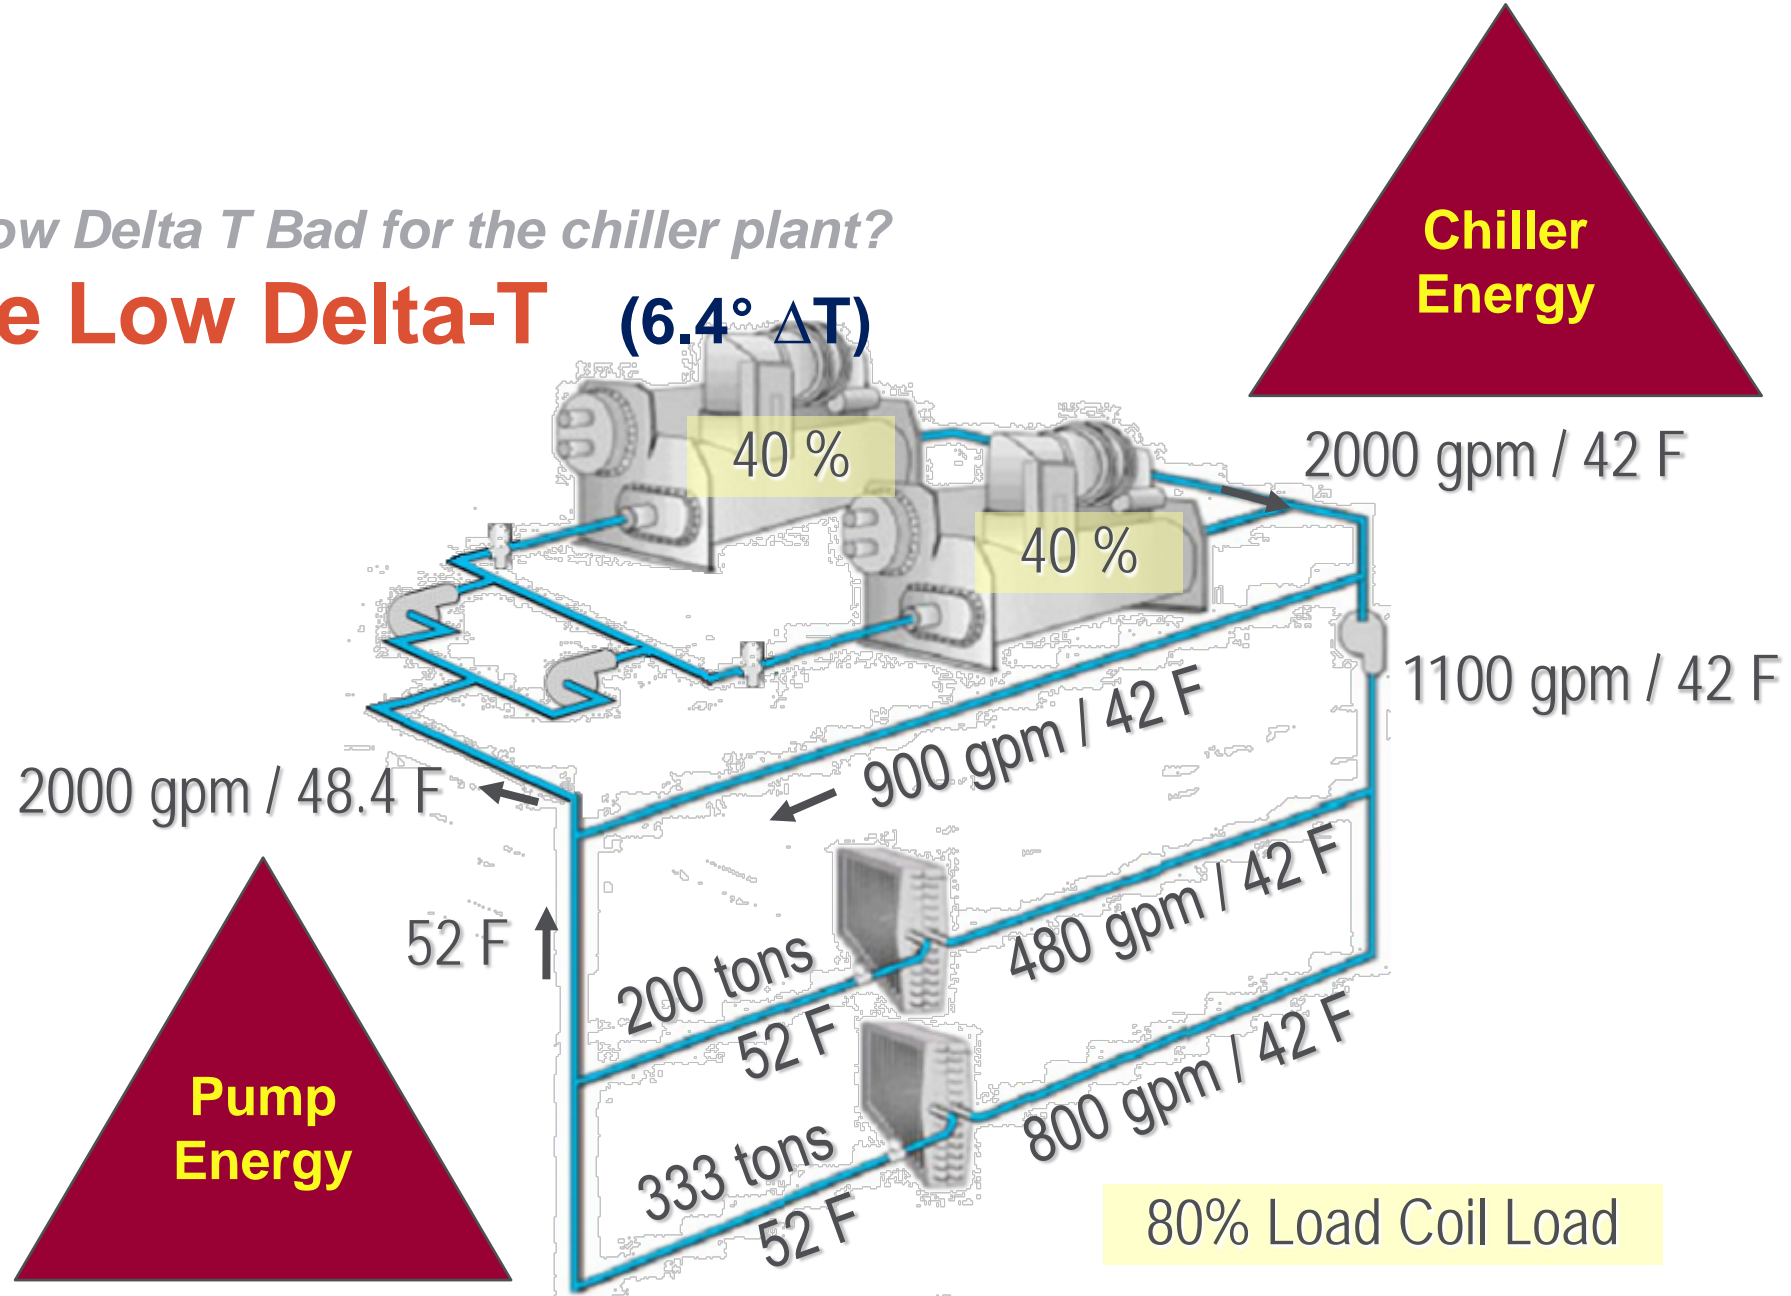 ow Delta T Bad for the chiller plant?
e Low Delta-T (6.4° ΔT)
Chiller
Energy
40 %
2000 gpm / 42 F
40 %
1100 gpm / 42 F
900 gpm / 42 F
2000 gpm / 48.4 F
480 gpm / 42 F
52 F
200 tons
52 F
800 gpm / 42 F
Pump
Energy
333 tons
52 F
80% Load Coil Load